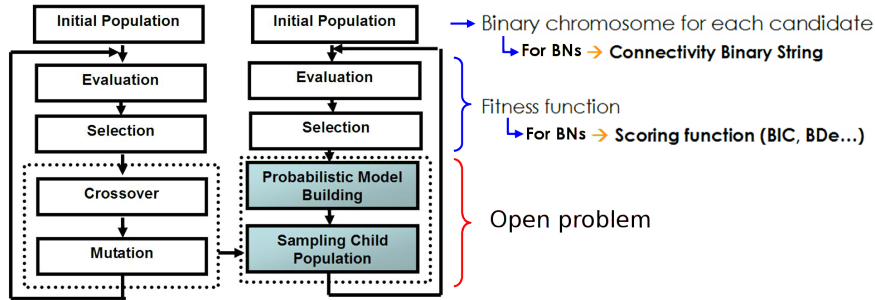 Initial Population
Evaluation
Selection
Crossover
Mutation
Initial Population
Evaluation
Selection
Probabilistic Model
Building
Sampling Child
Population
Binary chromosome for each candidate
For BNs → Connectivity Binary String
Fitness function
For BNs → Scoring function (BIC, BDe...)
Open problem